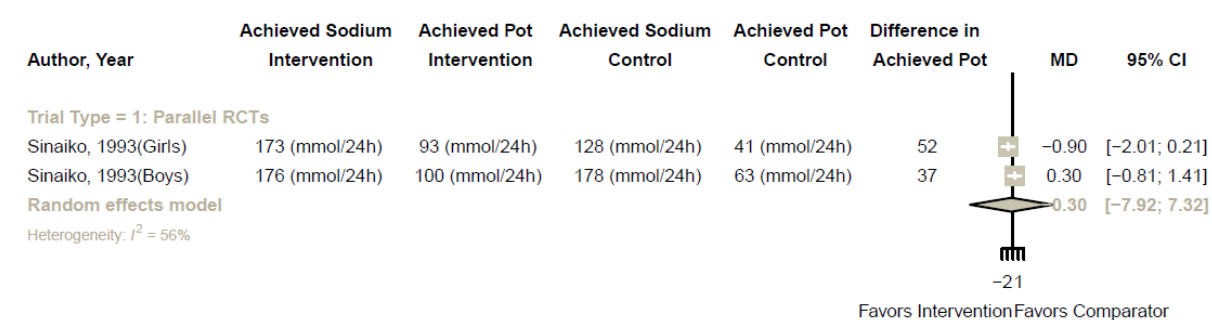 Achieved Sodium Achieved Pot Achieved Sodium Achieved Pot Difference in
Author, Year Intervention Intervention Control Control Achieved Pot MD 95% CI
Trial Type = 1: Parallel RCTs
Sinaiko, 1993(Girls) 173 (mmol/24h) 93 (mmol/24h) 128 (mmol/24h) 41 (mmol/24h) 52 −0.90 [−2.01; 0.21]
Sinaiko, 1993(Boys) 176 (mmol/24h) 100 (mmol/24h) 178 (mmol/24h) 63 (mmol/24h) 37 0.30 [−0.81; 1.41]
Random effects model −0.30 [−7.92; 7.32]
Heterogeneity: I² = 56%
−21
Favors Intervention Favors Comparator